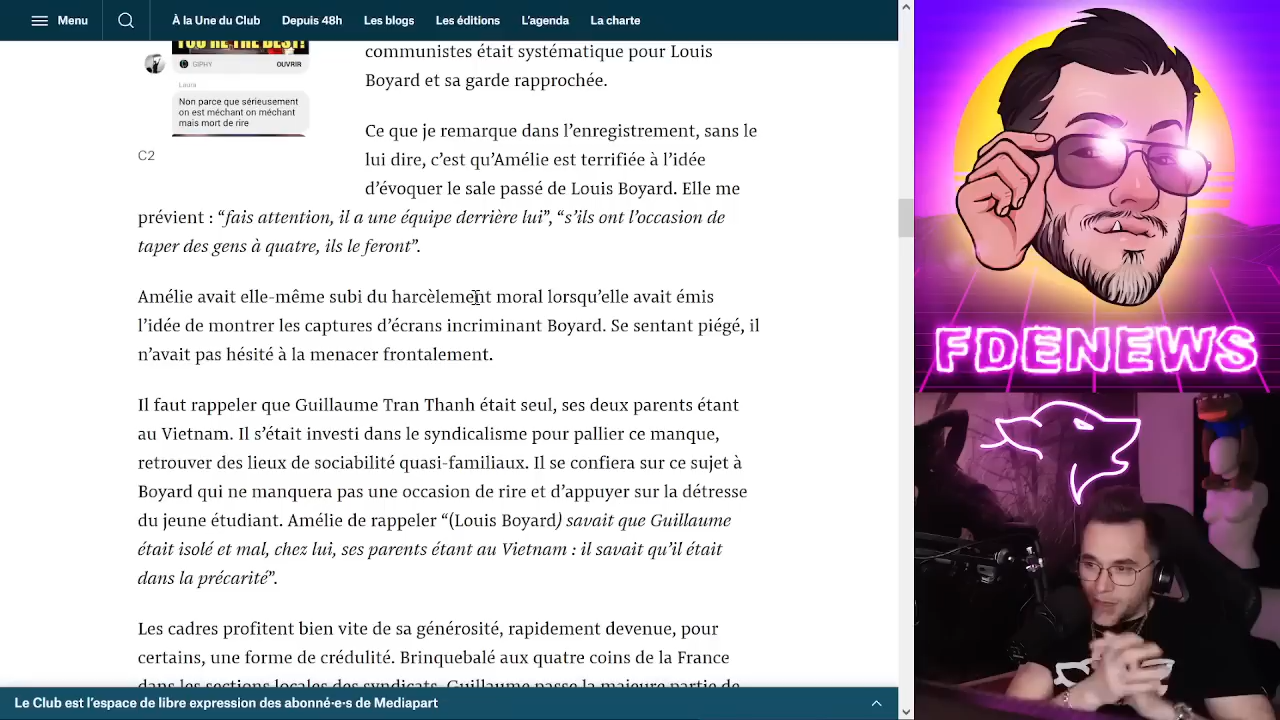 Menu
À la Une du Club
Depuis 48h
Les blogs
Les éditions
L'agenda
La charte
YOU'RE THE BEST!
GIPHY
OUVRIR
Laura
Non parce que sérieusement
on est méchant on méchant
mais mort de rire
C2
communistes était systématique pour Louis
Boyard et sa garde rapprochée.
Ce que je remarque dans l’enregistrement, sans le
lui dire, c’est qu’Amélie est terrifiée à l’idée
d’évoquer le sale passé de Louis Boyard. Elle me
prévient : “fais attention, il a une équipe derrière lui”, “s’ils ont l’occasion de
taper des gens à quatre, ils le feront”.
Amélie avait elle-même subi du harcèlement moral lorsqu’elle avait émis
l’idée de montrer les captures d’écrans incriminant Boyard. Se sentant piégé, il
n’avait pas hésité à la menacer frontalement.
Il faut rappeler que Guillaume Tran Thanh était seul, ses deux parents étant
au Vietnam. Il s’était investi dans le syndicalisme pour pallier ce manque,
retrouver des lieux de sociabilité quasi-familiaux. Il se confiera sur ce sujet à
Boyard qui ne manquera pas une occasion de rire et d’appuyer sur la détresse
du jeune étudiant. Amélie de rappeler “(Louis Boyard) savait que Guillaume
était isolé et mal, chez lui, ses parents étant au Vietnam : il savait qu’il était
dans la précarité”.
Les cadres profitent bien vite de sa générosité, rapidement devenue, pour
certains, une forme de crédulité. Brinquebalé aux quatre coins de la France
dans les sections locales des syndicats, Guillaume passe la majeure partie de
Le Club est l’espace de libre expression des abonné·e·s de Mediapart
FDENEWS